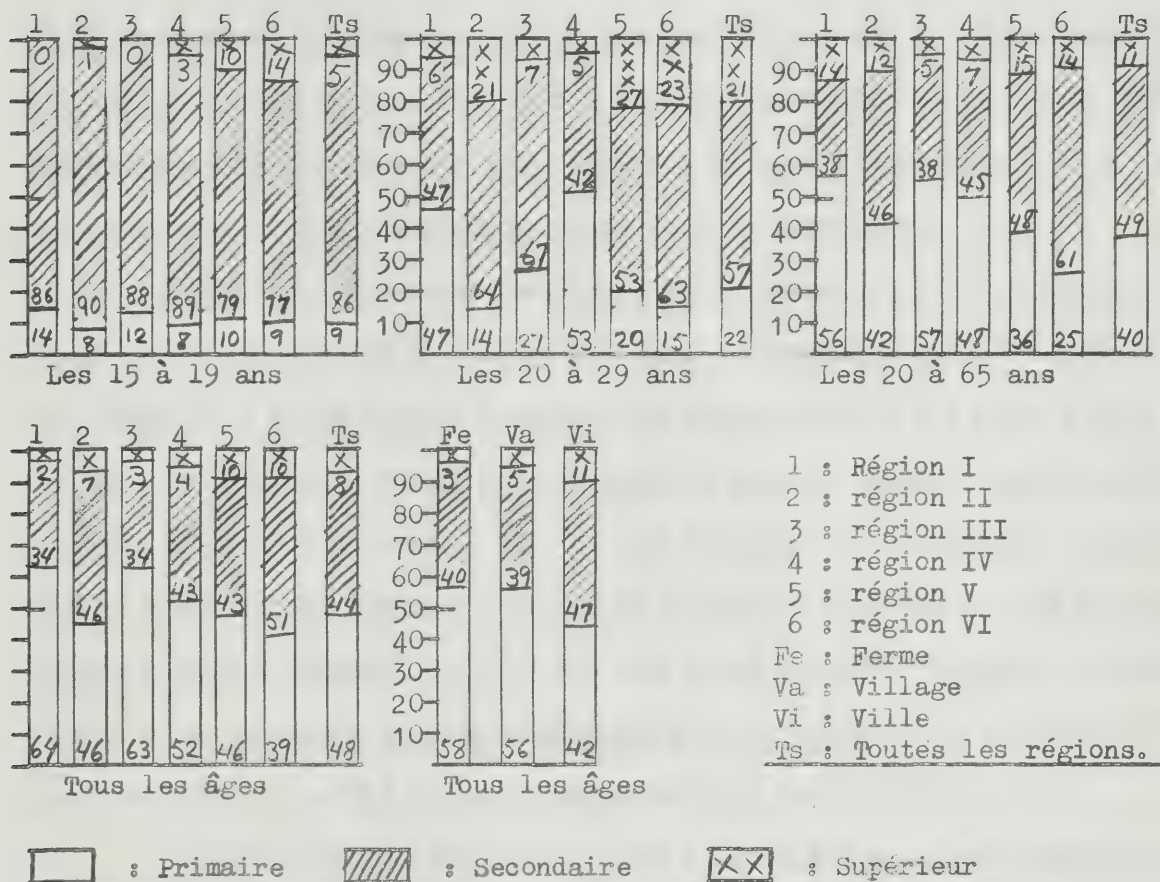 1 2 3 4 5 6 Ts
0 1 0 3 10 14 5
86 90 88 89 79 77 86
14 8 12 8 10 9 9
Les 15 à 19 ans
1 2 3 4 5 6 Ts
90
80
70
60
50
40
30
20
10
6 21 7 5 27 23 21
47 64 67 42 53 63 57
47 14 27 53 20 15 22
Les 20 à 29 ans
1 2 3 4 5 6 Ts
90
80
70
60
50
40
30
20
10
14 12 5 7 15 14 11
38 46 38 45 48 61 49
56 42 57 48 36 25 40
Les 20 à 65 ans
1 2 3 4 5 6 Ts
2 7 3 4 10 10 8
34 46 34 43 43 51 44
64 46 63 52 46 39 48
Tous les âges
Fe Va Vi
90
80
70
60
50
40
30
20
10
3 5 11
40 39 47
58 56 42
Tous les âges
1 : Région I
2 : région II
3 : région III
4 : région IV
5 : région V
6 : région VI
Fe : Ferme
Va : Village
Vi : Ville
Ts : Toutes les régions.
: Primaire : Secondaire X X : Supérieur